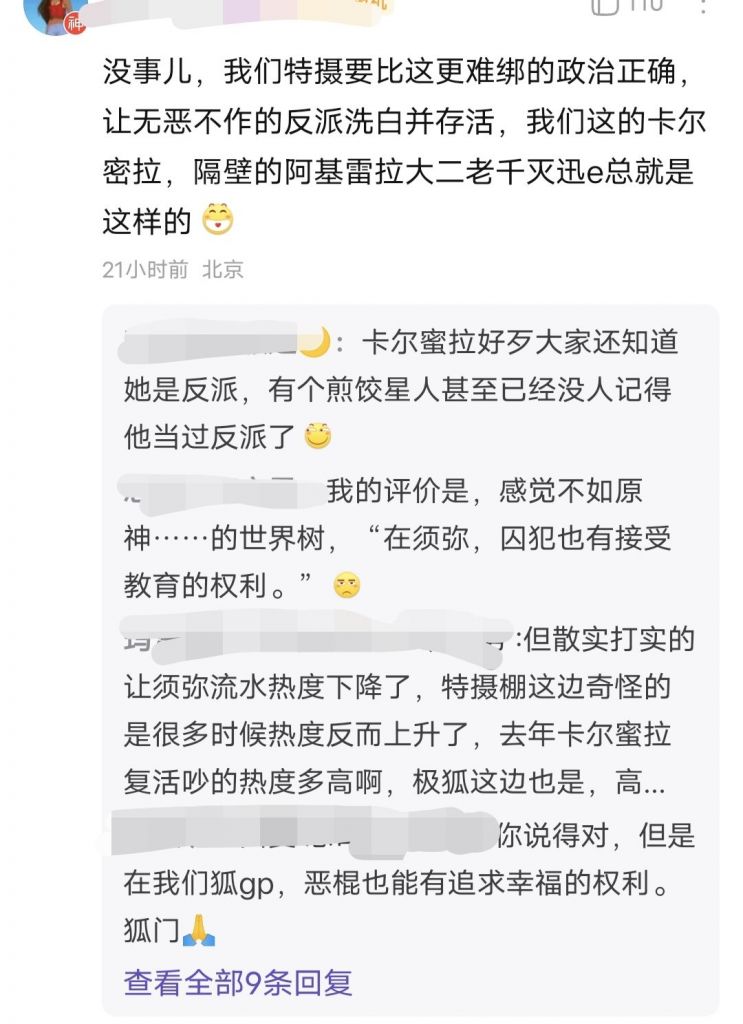 神
110
没事儿，我们特摄要比这更难绑的政治正确，
让无恶不作的反派洗白并存活，我们这的卡尔
密拉，隔壁的阿基雷拉大二老千灭迅e总就是
这样的
21小时前 北京
：卡尔蜜拉好歹大家还知道
她是反派，有个煎饺星人甚至已经没人记得
他当过反派了
我的评价是，感觉不如原
神……的世界树，“在须弥，囚犯也有接受
教育的权利。”
:但散实打实的
让须弥流水热度下降了，特摄棚这边奇怪的
是很多时候热度反而上升了，去年卡尔蜜拉
复活吵的热度多高啊，极狐这边也是，高...
你说得对，但是
在我们狐gp，恶棍也能有追求幸福的权利。
狐门
查看全部9条回复